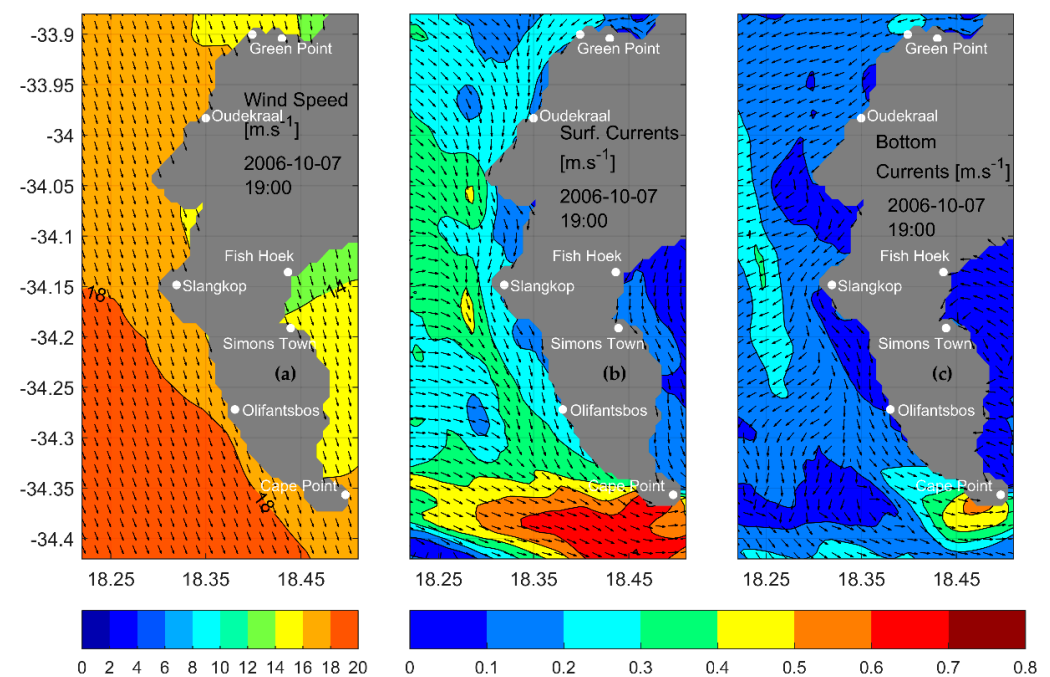 -33.9
-33.95
-34
-34.05
-34.1
-34.15
-34.2
-34.25
-34.3
-34.35
-34.4
Green Point
Wind Speed
[m.s-1]
Oudekraal
2006-10-07
19:00
Fish Hoek
Slangkop
18
14
Simons Town
(a)
Olifantsbos
Cape Point
18
18.25 18.35 18.45
0 2 4 6 8 10 12 14 16 18 20
Green Point
Oudekraal
Surf. Currents
[m.s-1]
2006-10-07
19:00
Fish Hoek
Slangkop
Simons Town
(b)
Olifantsbos
Cape Point
18.25 18.35 18.45
Green Point
Oudekraal
Bottom
Currents [m.s-1]
2006-10-07
19:00
Fish Hoek
Slangkop
Simons Town
(c)
Olifantsbos
Cape Point
18.25 18.35 18.45
0 0.1 0.2 0.3 0.4 0.5 0.6 0.7 0.8